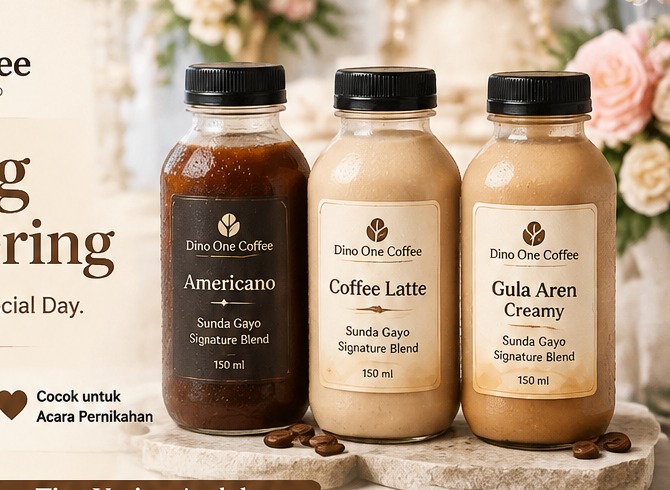 ee
g
ring
cial Day.
Cocok untuk
Acara Pernikahan
Dino One Coffee
Americano
Sunda Gayo
Signature Blend
150 ml
Dino One Coffee
Coffee Latte
Sunda Gayo
Signature Blend
150 ml
Dino One Coffee
Gula Aren
Creamy
Sunda Gayo
Signature Blend
150 ml